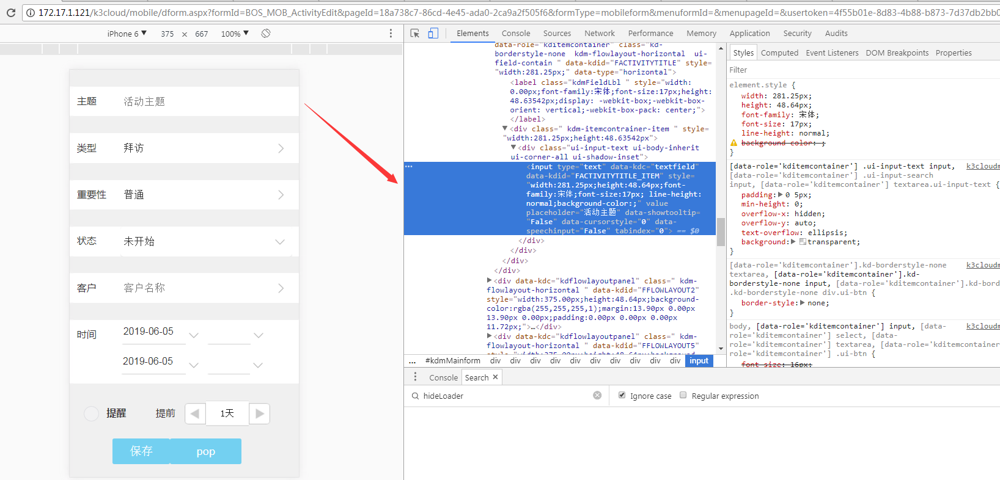 172.17.1.121/k3cloud/mobile/dform.aspx?formId=BOS_MOB_ActivityEdit&pageId=18a738c7-86cd-4e45-ada0-2ca9a2f505f6&formType=mobileform&menuformId=&menupageId=&usertoken=4f55b01e-8d83-4b88-b873-7d37db2bb0
iPhone 6 ▼ 375 × 667 100% ▼
主题 活动主题
类型 拜访
重要性 普通
状态 未开始
客户 客户名称
时间 2019-06-05
2019-06-05
提醒 提前 1天
保存 pop
Elements Console Sources Network Performance Memory Application Security Audits
data-role="kditemcontainer" class="kd-
borderstyle-none kdm-flowlayout-horizontal ui-
field-contain " data-kdid="FACTIVITYTITLE" style=
"width:281.25px;" data-type="horizontal">
<label class="kdmFieldLbl " style="width:
0.00px;font-family:宋体;font-size:17px;height:
48.63542px;display: -webkit-box;-webkit-box-
orient: vertical;-webkit-box-pack: center;">
</label>
▼<div class=" kdm-itemcontrainer-item " style=
"width:281.25px;height:48.63542px">
▼<div class="ui-input-text ui-body-inherit
ui-corner-all ui-shadow-inset">
... <input type="text" data-kdc="textfield"
data-kdid="FACTIVITYTITLE_ITEM" style=
"width:281.25px;height:48.64px;font-
family:宋体;font-size:17px; line-height:
normal;background-color:;" value
placeholder="活动主题" data-showtooltip=
"False" data-cursorstyle="0" data-
speechinput="False" tabindex="0"> == $0
</div>
</div>
</div>
</div>
▶<div data-kdc="kdflowlayoutpanel" class=" kdm-
flowlayout-horizontal " data-kdid="FFLOWLAYOUT2"
style="width:375.00px;height:48.64px;background-
color:rgba(255,255,255,1);margin:13.90px 0.00px
13.90px 0.00px;padding:0.00px 0.00px 0.00px
11.72px;">…</div>
▶<div data-kdc="kdflowlayoutpanel" class=" kdm-
flowlayout-horizontal " data-kdid="FFLOWLAYOUT5"
style="width:375.00px;height:48.64px;background-
... #kdmMainform div div div div div div div div div div input
Styles Computed Event Listeners DOM Breakpoints Properties
Filter
element.style {
width: 281.25px;
height: 48.64px;
font-family: 宋体;
font-size: 17px;
line-height: normal;
background-color: ;
}
[data-role='kditemcontainer'] .ui-input-text input, k3cloudm
[data-role='kditemcontainer'] .ui-input-search
input, [data-role='kditemcontainer'] textarea.ui-input-text {
padding:▶ 0 5px;
min-height: 0;
overflow-x: hidden;
overflow-y: auto;
text-overflow: ellipsis;
background:▶ transparent;
}
[data-role='kditemcontainer'].kd-borderstyle-none k3cloudm
textarea, [data-role='kditemcontainer'].kd-
borderstyle-none input, [data-role='kditemcontainer'].kd-bord
.kd-borderstyle-none div.ui-btn {
border-style:▶ none;
}
body, [data-role='kditemcontainer'] input, [data- k3cloudm
role='kditemcontainer'] select, [data-
role='kditemcontainer'] textarea, [data-role='kditemcontaine
role='kditemcontainer'] .ui-btn {
font-size: 16px;
Console Search ×
hideLoader Ignore case Regular expression